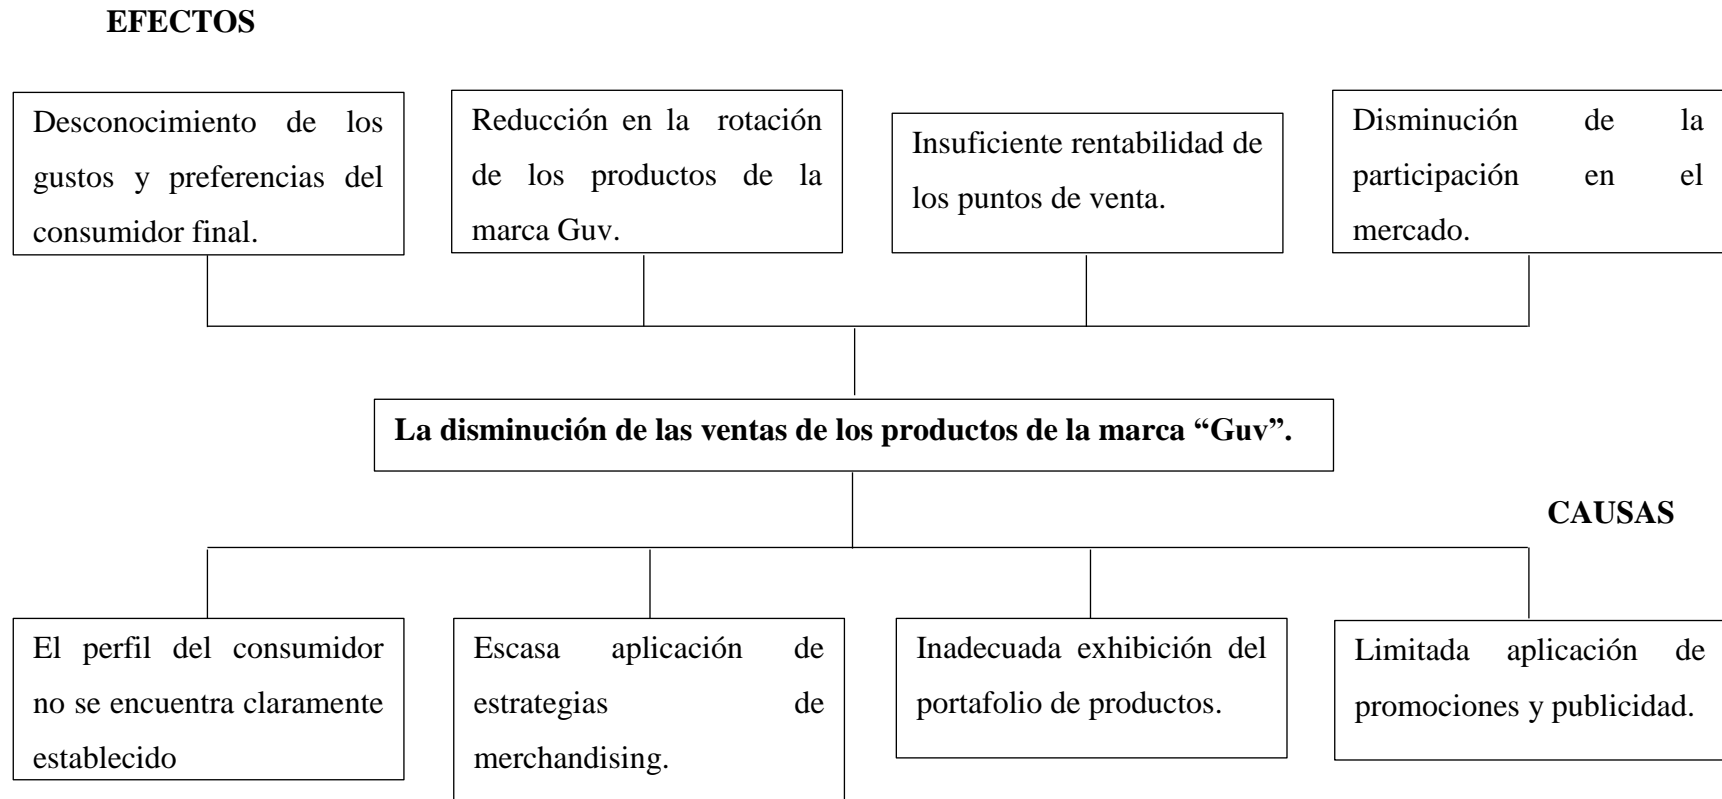 EFECTOS
Desconocimiento de los
gustos y preferencias del
consumidor final.
Reducción en la rotación
de los productos de la
marca Guv.
Insuficiente rentabilidad de
los puntos de venta.
Disminución de la
participación en el
mercado.
La disminución de las ventas de los productos de la marca “Guv”.
CAUSAS
El perfil del consumidor
no se encuentra claramente
establecido
Escasa aplicación de
estrategias de
merchandising.
Inadecuada exhibición del
portafolio de productos.
Limitada aplicación de
promociones y publicidad.